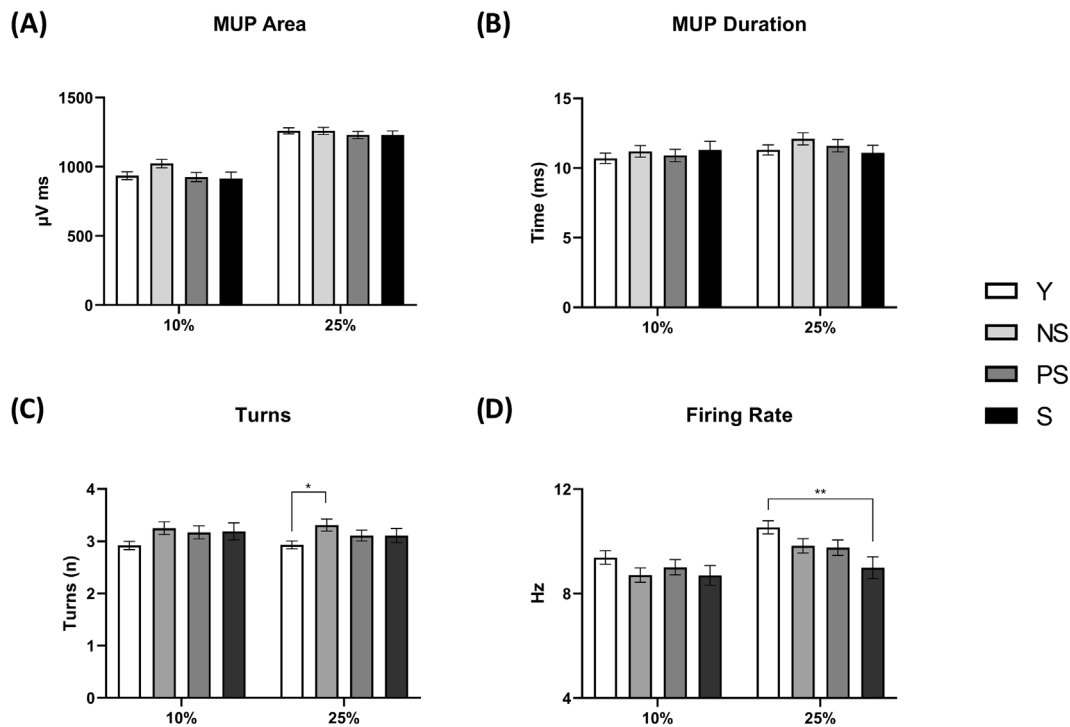 (A)
MUP Area
µV ms
1500
1000
500
0
10%
25%
(B)
MUP Duration
Time (ms)
15
10
5
0
10%
25%
Y
NS
PS
S
(C)
Turns
Turns (n)
4
3
2
1
0
*
10%
25%
(D)
Firing Rate
Hz
12
8
4
**
10%
25%